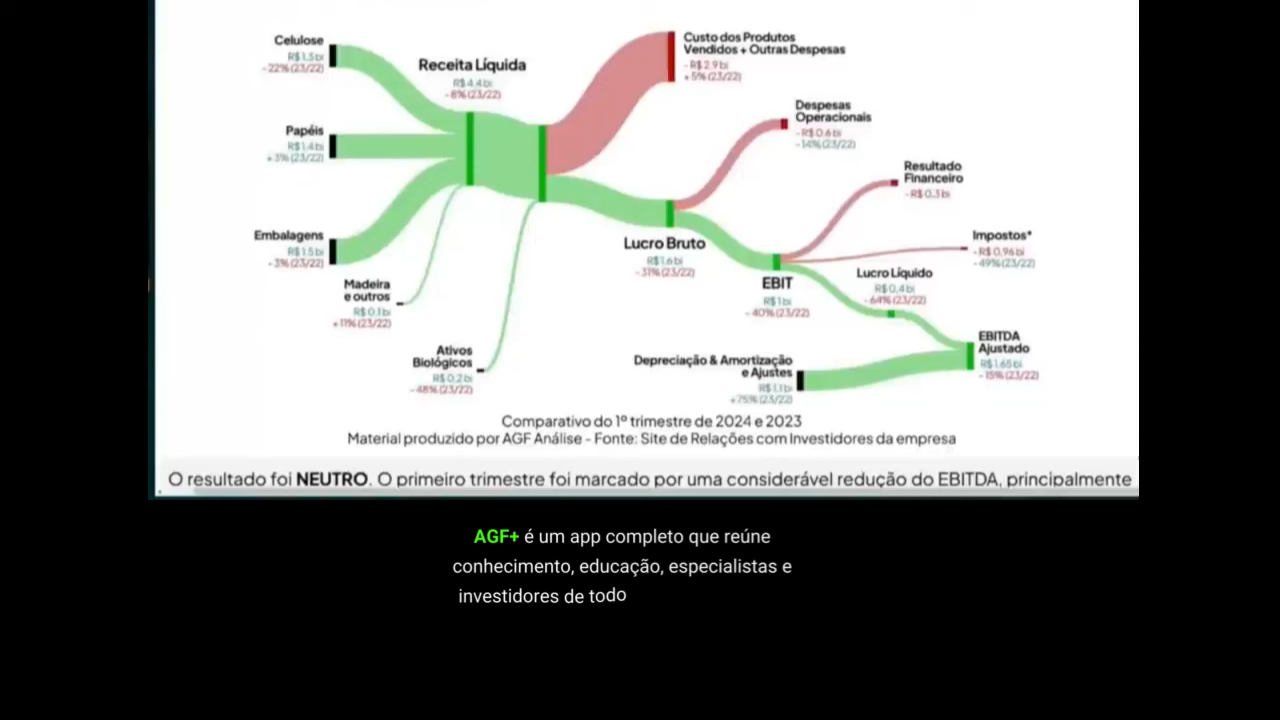 Celulose
R$ 1,3 bi
-22% (23/22)
Receita Líquida
R$ 4,4 bi
-8% (23/22)
Custo dos Produtos
Vendidos + Outras Despesas
- R$ 2,9 bi
+5% (23/22)
Despesas
Operacionais
- R$ 0,6 bi
-14% (23/22)
Papéis
R$ 1,4 bi
+3% (23/22)
Resultado
Financeiro
- R$ 0,3 bi
Embalagens
R$ 1,5 bi
-3% (23/22)
Lucro Bruto
R$ 1,6 bi
-31% (23/22)
Impostos*
- R$ 0,96 bi
-49% (23/22)
Madeira
e outros
R$ 0,1 bi
+11% (23/22)
EBIT
R$ 1 bi
-40% (23/22)
Lucro Líquido
R$ 0,4 bi
-64% (23/22)
Ativos
Biológicos
R$ 0,2 bi
-48% (23/22)
Depreciação & Amortização
e Ajustes
R$ 1,1 bi
+75% (23/22)
EBITDA
Ajustado
R$ 1,65 bi
-15% (23/22)
Comparativo do 1º trimestre de 2024 e 2023
Material produzido por AGF Análise - Fonte: Site de Relações com Investidores da empresa
O resultado foi NEUTRO. O primeiro trimestre foi marcado por uma considerável redução do EBITDA, principalmente
AGF+ é um app completo que reúne
conhecimento, educação, especialistas e
investidores de todo